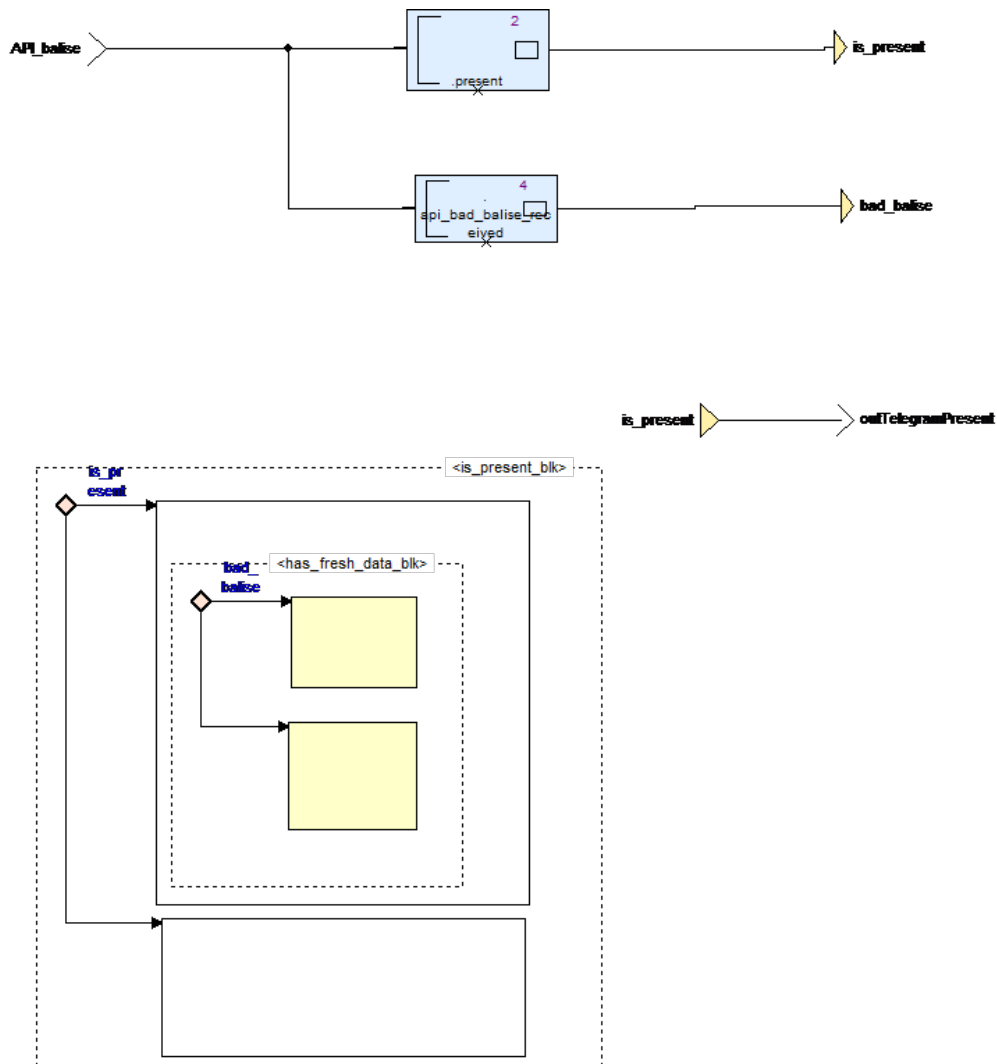 2
API_balise
is_present
.present
4
.
api_bad_balise_rec
eived
bad_balise
is_present
outTelegramPresent
<is_present_blk>
is_pr
esent
<has_fresh_data_blk>
bad_
balise